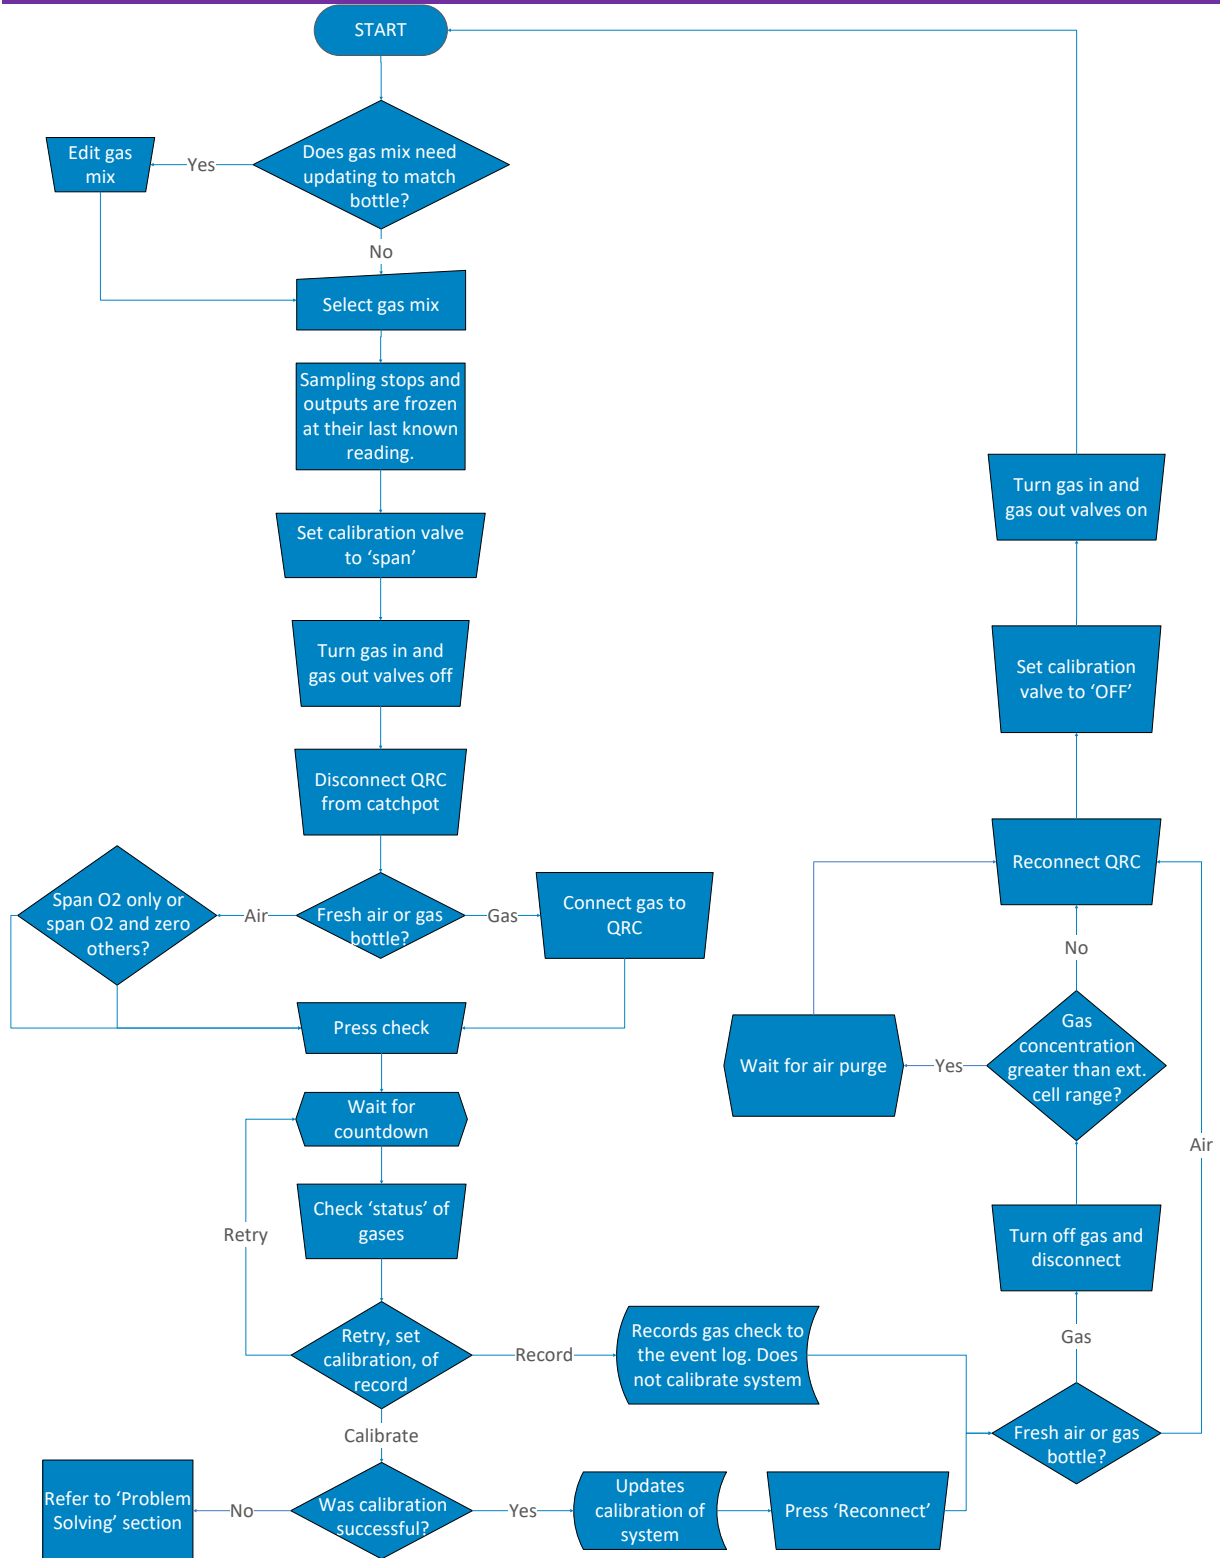 START
Does gas mix need
updating to match
bottle?
Yes
Edit gas
mix
No
Select gas mix
Sampling stops and
outputs are frozen
at their last known
reading.
Set calibration valve
to ‘span’
Turn gas in and
gas out valves off
Disconnect QRC
from catchpot
Fresh air or gas
bottle?
Air
Span O2 only or
span O2 and zero
others?
Gas
Connect gas to
QRC
Press check
Wait for
countdown
Check ‘status’ of
gases
Retry
Retry, set
calibration, of
record
Record
Records gas check to
the event log. Does
not calibrate system
Calibrate
Was calibration
successful?
No
Refer to ‘Problem
Solving’ section
Yes
Updates
calibration of
system
Press ‘Reconnect’
Fresh air or gas
bottle?
Gas
Air
Turn off gas and
disconnect
Gas
concentration
greater than ext.
cell range?
Yes
Wait for air purge
No
Reconnect QRC
Set calibration
valve to ‘OFF’
Turn gas in and
gas out valves on